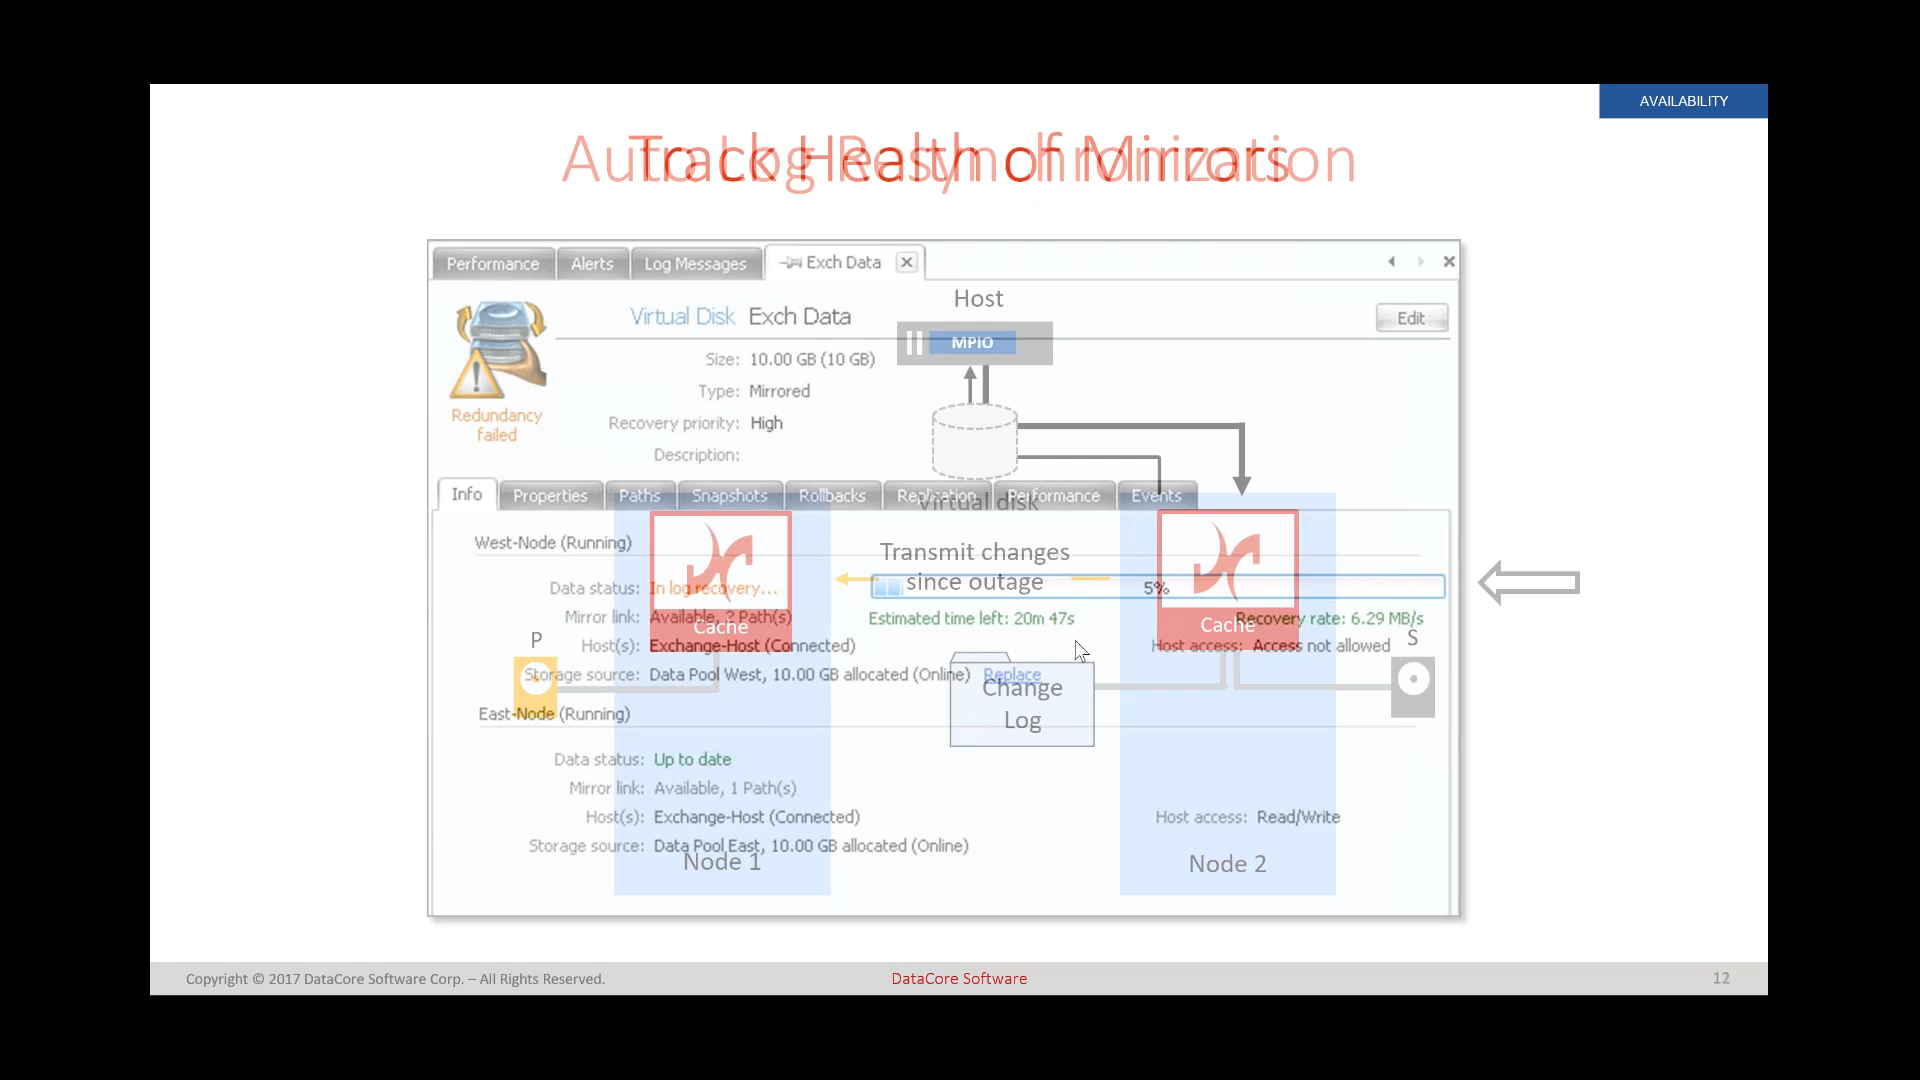 AVAILABILITY
Auto Log Resynchronization
Track Health of Mirrors
Performance Alerts Log Messages Exch Data
Host
Virtual Disk Exch Data Edit
MPIO
Size: 10.00 GB (10 GB)
Type: Mirrored
Redundancy
failed
Recovery priority: High
Description:
Info Properties Paths Snapshots Rollbacks Replication Performance Events
Virtual disk
West-Node (Running)
Transmit changes
since outage
Data status: In log recovery... 5%
Mirror link: Available, 2 Path(s) Estimated time left: 20m 47s Recovery rate: 6.29 MB/s
Cache Cache
P S
Host(s): Exchange-Host (Connected) Host access: Access not allowed
Storage source: Data Pool West, 10.00 GB allocated (Online) Replace
Change
Log
East-Node (Running)
Data status: Up to date
Mirror link: Available, 1 Path(s)
Host(s): Exchange-Host (Connected) Host access: Read/Write
Storage source: Data Pool East, 10.00 GB allocated (Online)
Node 1 Node 2
Copyright © 2017 DataCore Software Corp. – All Rights Reserved. DataCore Software 12